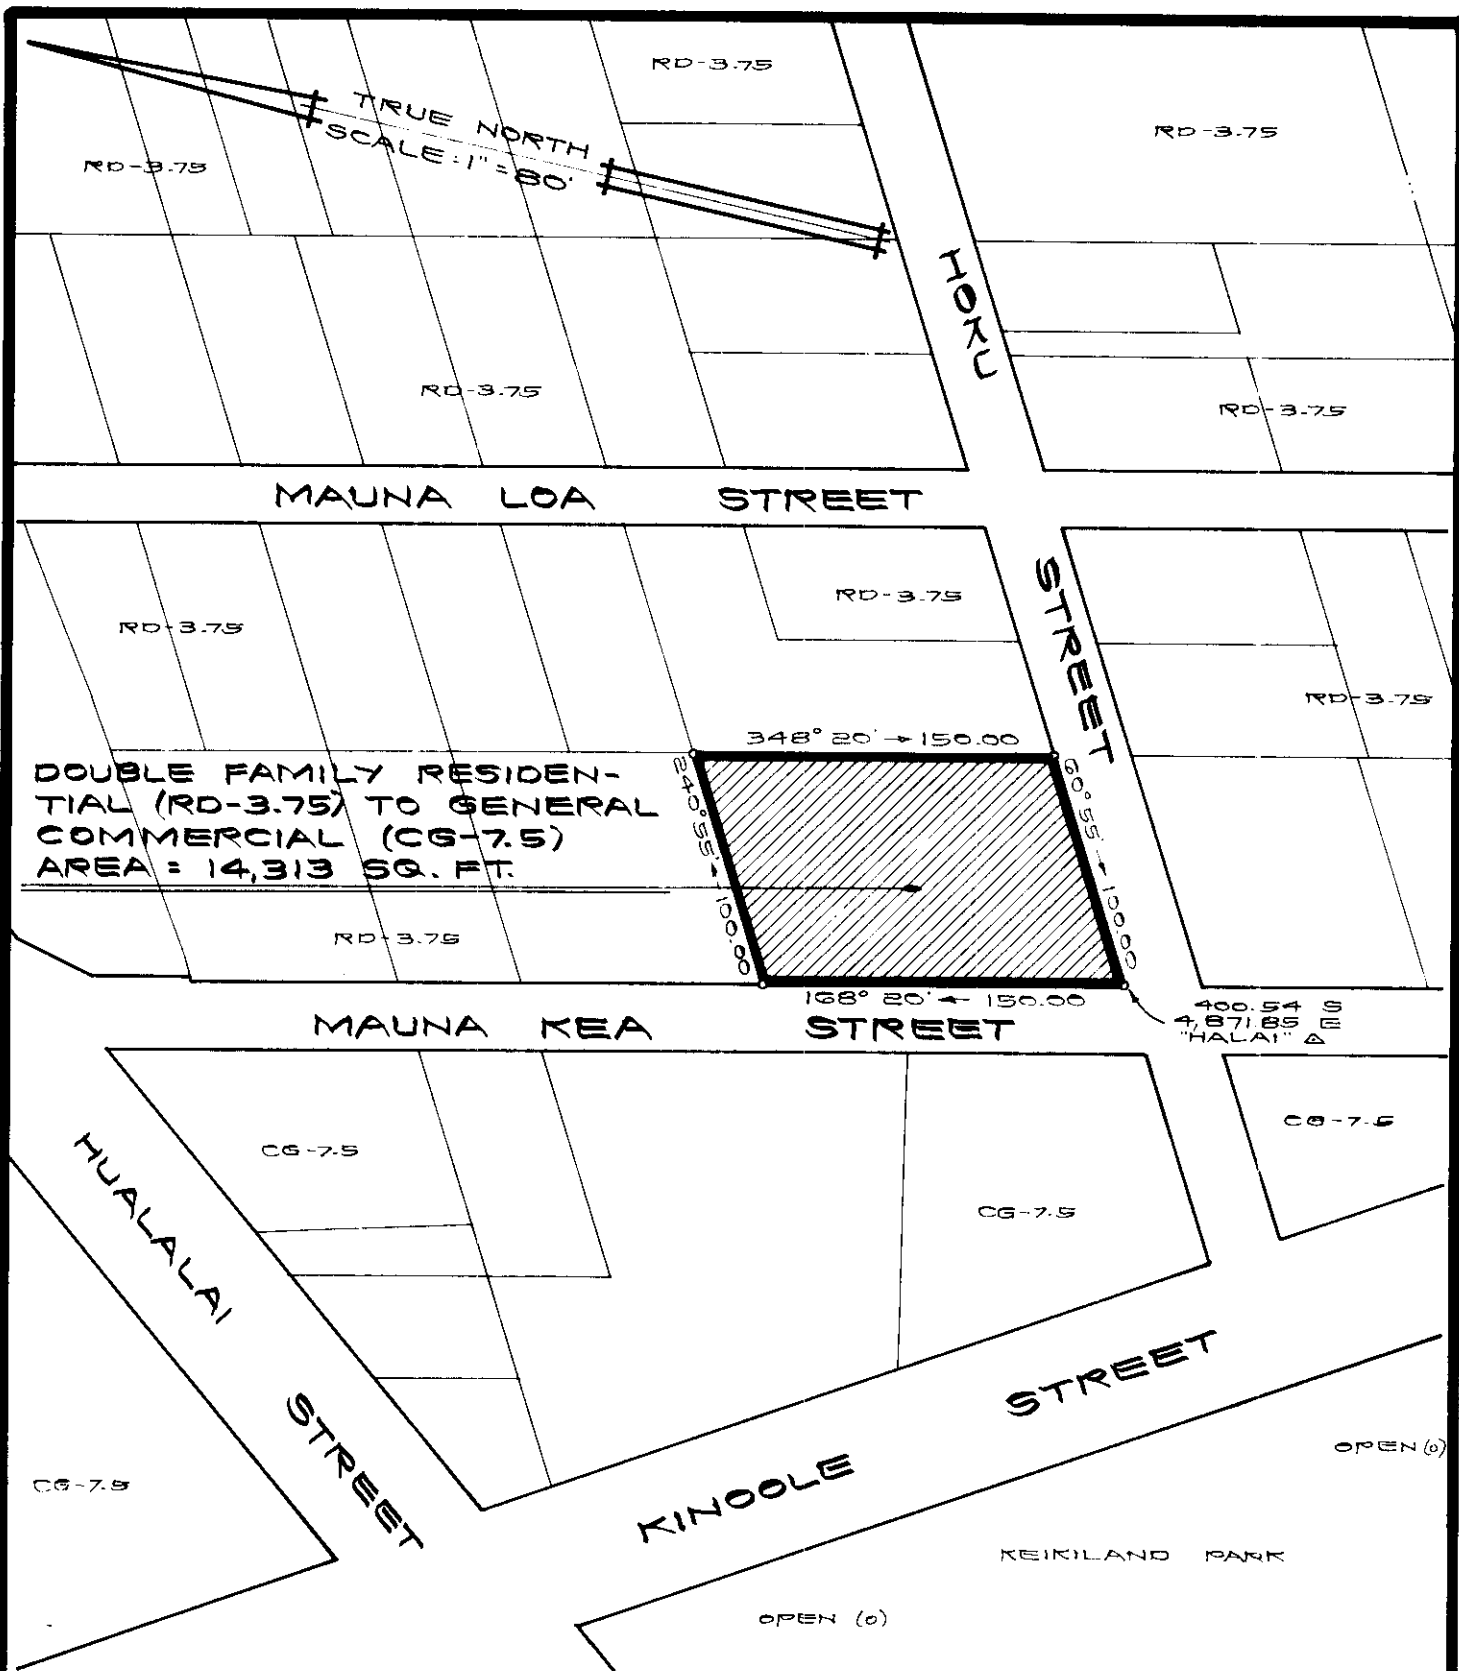 RD-3.75
TRUE NORTH
SCALE: 1" = 80'
RD-3.75
RD-3.75
HOKU
RD-3.75
RD-3.75
MAUNA LOA STREET
STREET
RD-3.75
RD-3.75
RD-3.75
348° 20' → 150.00
DOUBLE FAMILY RESIDEN-
TIAL (RD-3.75) TO GENERAL
COMMERCIAL (CG-7.5)
AREA = 14,313 SQ. FT.
240° 55' → 100.00
60° 55' → 100.00
RD-3.75
168° 20' ← 150.00
400.54 S
4,871.85 E
"HALAI" △
MAUNA KEA STREET
CG-7.5
CG-7.5
CG-7.5
HUALALAI STREET
KINOOLE STREET
CG-7.5
OPEN (O)
KEIKILAND PARK
OPEN (O)